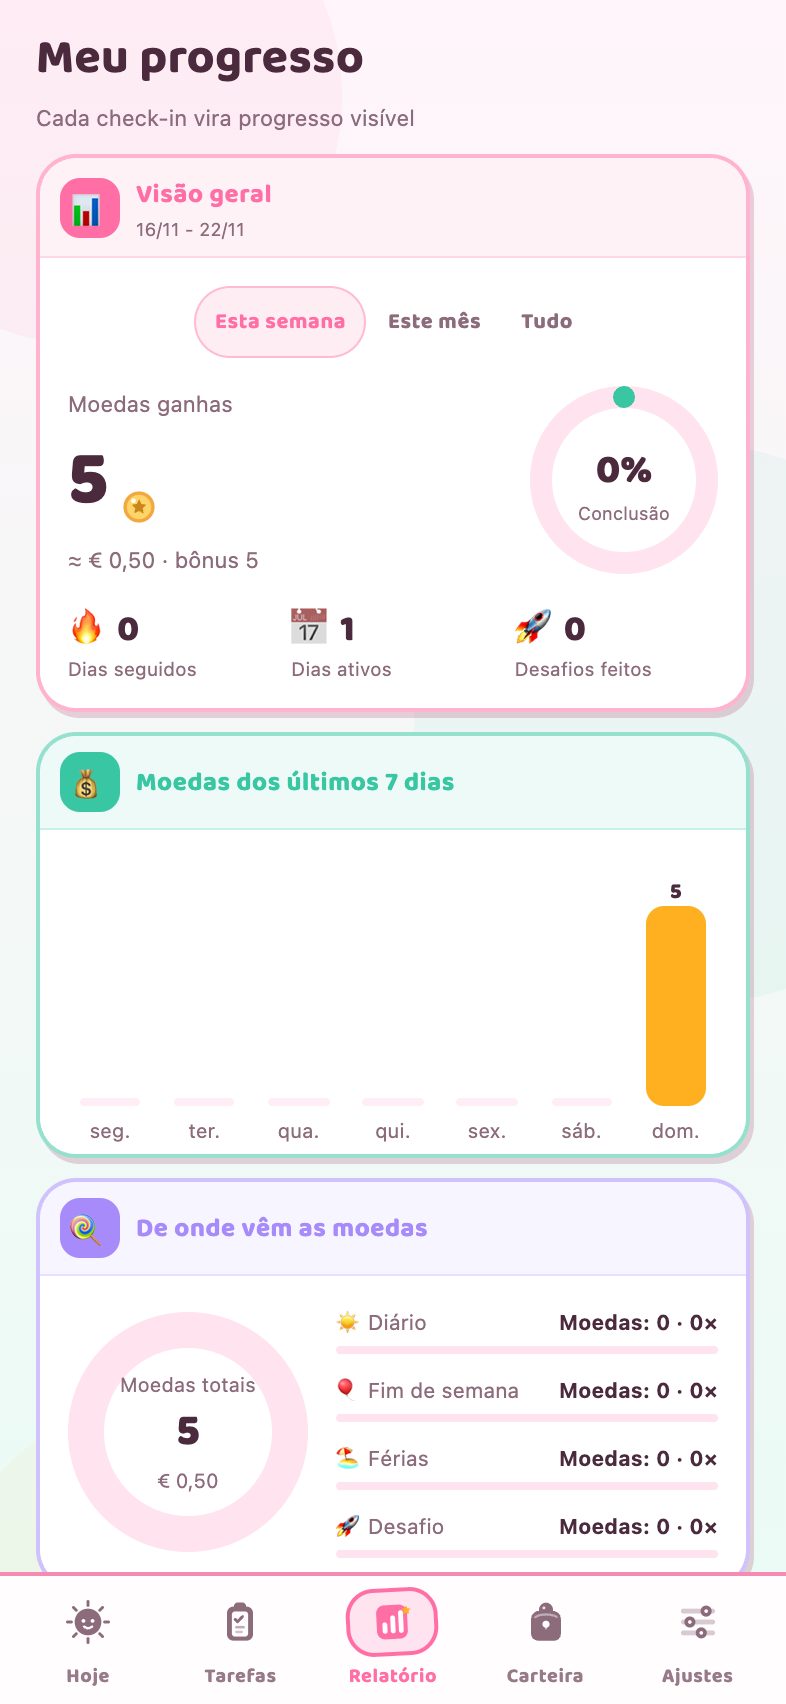 Meu progresso
Cada check-in vira progresso visível
Visão geral
16/11 - 22/11
Esta semana
Este mês
Tudo
Moedas ganhas
5
≈ € 0,50 · bônus 5
0%
Conclusão
0
Dias seguidos
JUL
17
1
Dias ativos
0
Desafios feitos
Moedas dos últimos 7 dias
5
seg.
ter.
qua.
qui.
sex.
sáb.
dom.
De onde vêm as moedas
Moedas totais
5
€ 0,50
Diário
Moedas: 0 · 0×
Fim de semana
Moedas: 0 · 0×
Férias
Moedas: 0 · 0×
Desafio
Moedas: 0 · 0×
Hoje
Tarefas
Relatório
Carteira
Ajustes